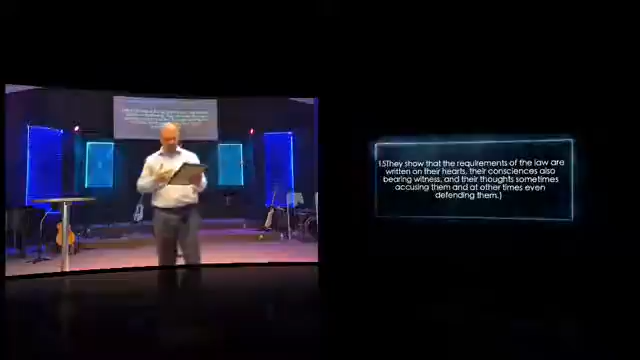 15They show that the requirements of the law are
written on their hearts, their consciences also
bearing witness, and their thoughts sometimes
accusing them and at other times even
defending them.)